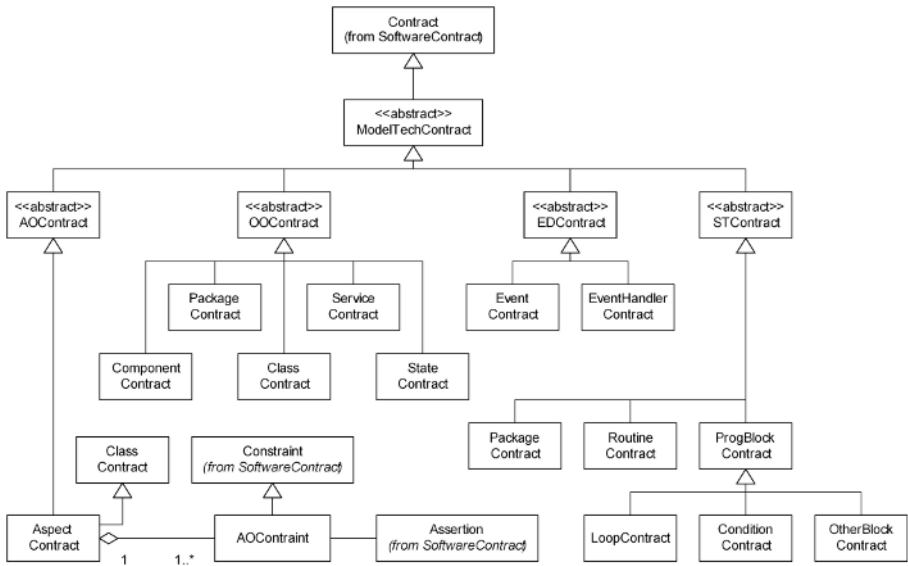 Contract
(from SoftwareContract)
<<abstract>>
ModelTechContract
<<abstract>>
AOContract
<<abstract>>
OOContract
<<abstract>>
EDContract
<<abstract>>
STContract
Package
Contract
Service
Contract
Event
Contract
EventHandler
Contract
Component
Contract
Class
Contract
State
Contract
Package
Contract
Routine
Contract
ProgBlock
Contract
Class
Contract
Constraint
(from SoftwareContract)
Aspect
Contract
AOContraint
Assertion
(from SoftwareContract)
LoopContract
Condition
Contract
OtherBlock
Contract
1
1..*